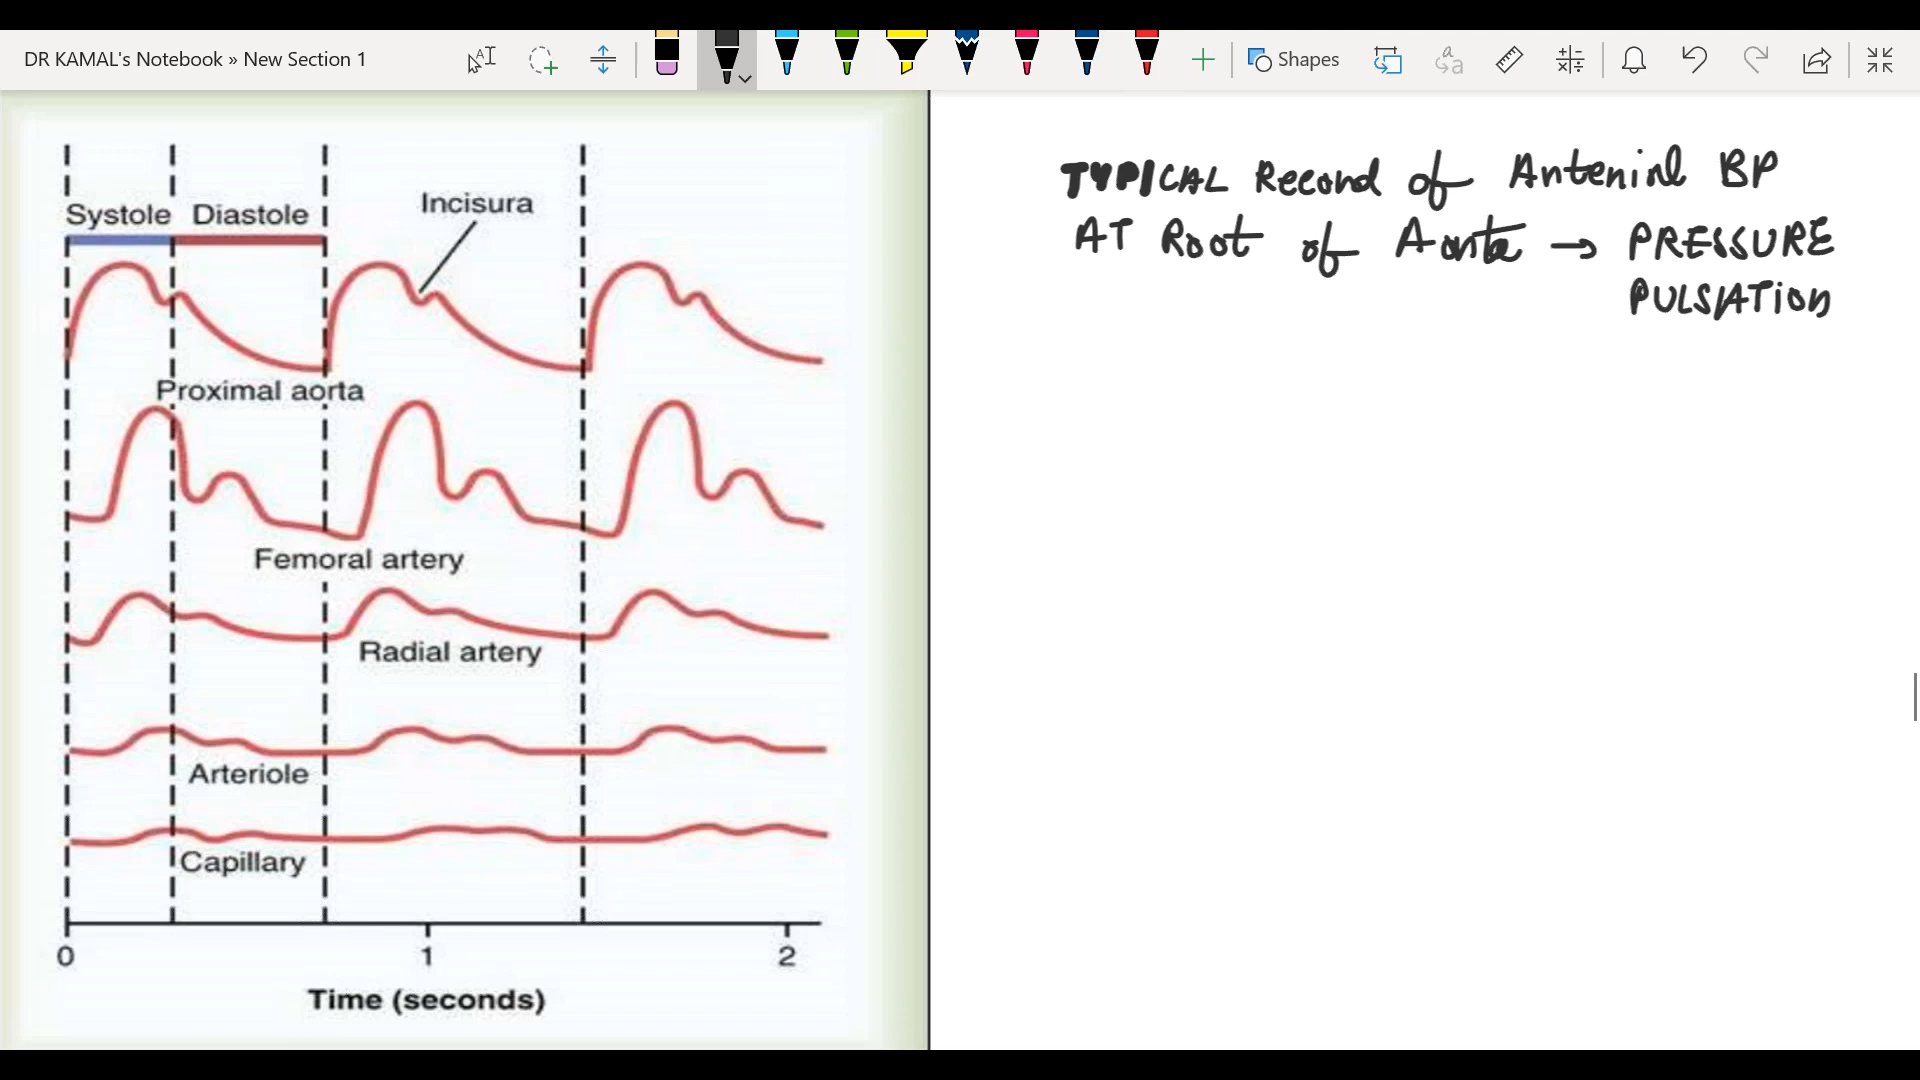 DR KAMAL's Notebook » New Section 1
Shapes
Systole Diastole
Incisura
Proximal aorta
Femoral artery
Radial artery
Arteriole
Capillary
0 1 2
Time (seconds)
TYPICAL Record of Arterial BP
AT Root of Aorta → PRESSURE
PULSATION